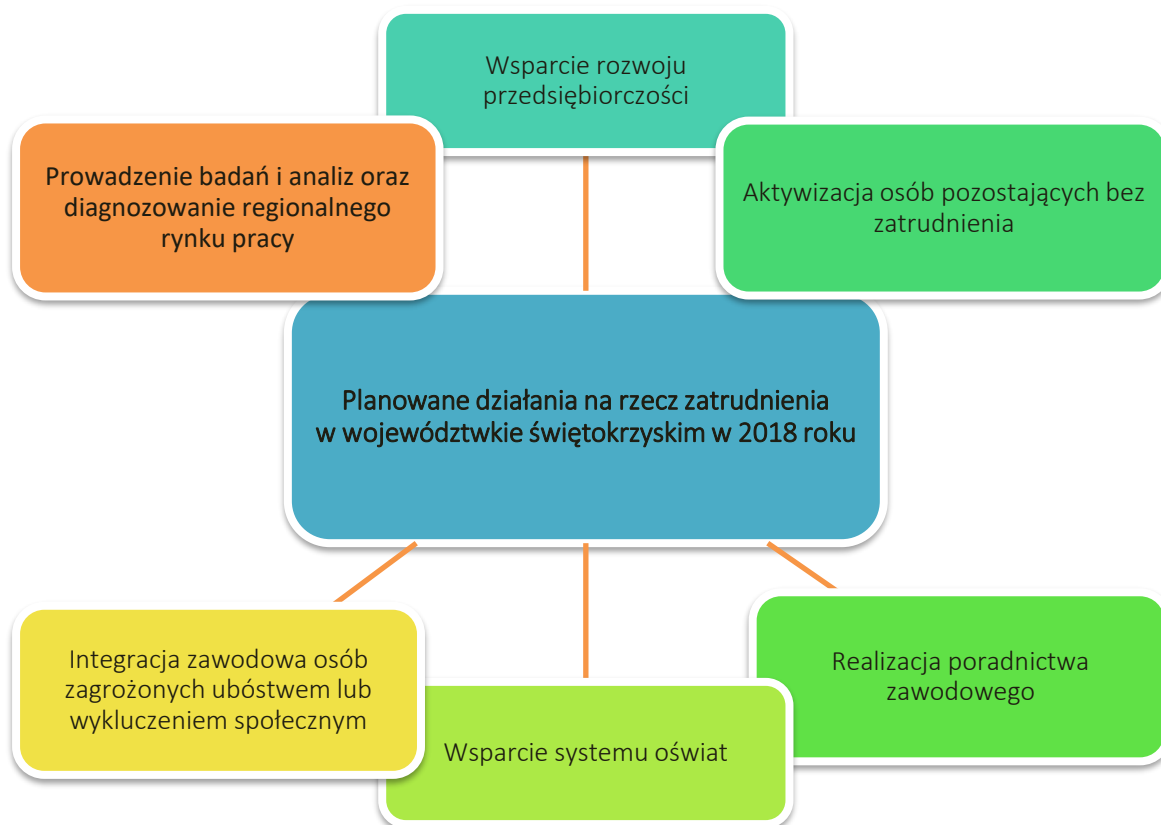 Wsparcie rozwoju
przedsiębiorczości
Prowadzenie badań i analiz oraz
diagnozowanie regionalnego
rynku pracy
Aktywizacja osób pozostających bez
zatrudnienia
Planowane działania na rzecz zatrudnienia
w województwkie świętokrzyskim w 2018 roku
Integracja zawodowa osób
zagrożonych ubóstwem lub
wykluczeniem społecznym
Realizacja poradnictwa
zawodowego
Wsparcie systemu oświat